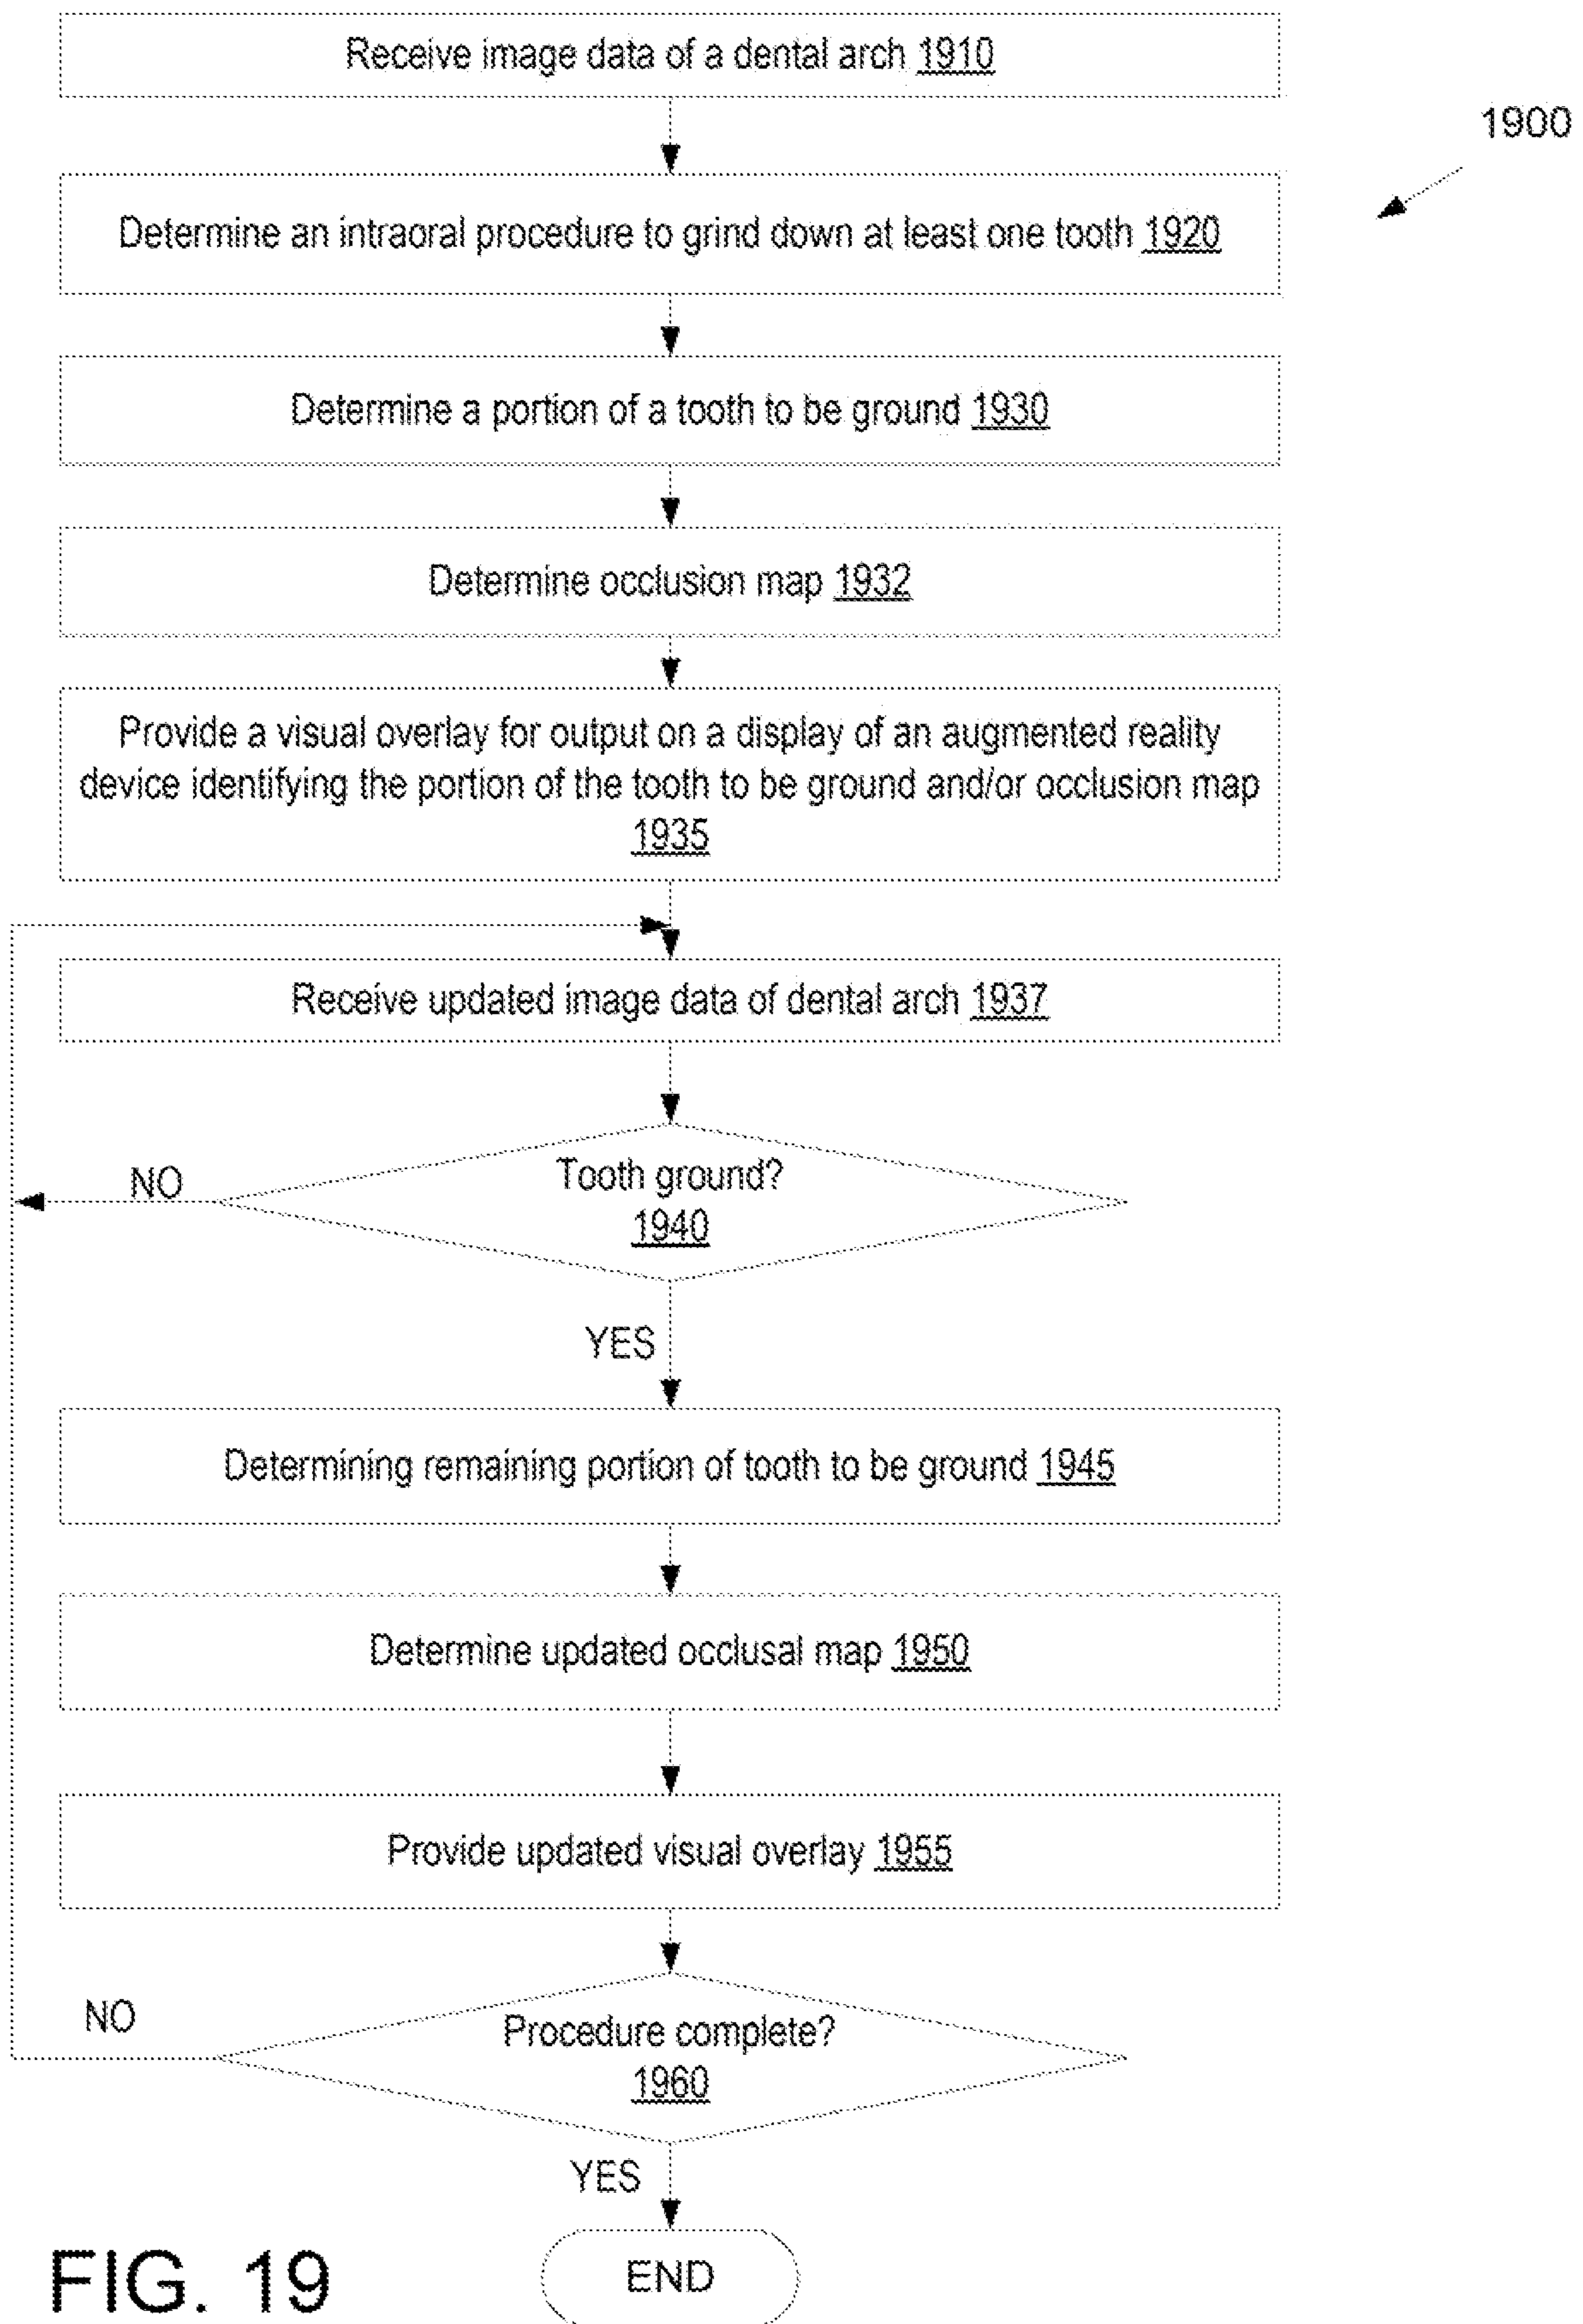 Receive image data of a dental arch 1910
1900
Determine an intraoral procedure to grind down at least one tooth 1920
Determine a portion of a tooth to be ground 1930
Determine occlusion map 1932
Provide a visual overlay for output on a display of an augmented reality
device identifying the portion of the tooth to be ground and/or occlusion map
1935
Receive updated image data of dental arch 1937
NO
Tooth ground?
1940
YES
Determining remaining portion of tooth to be ground 1945
Determine updated occlusal map 1950
Provide updated visual overlay 1955
NO
Procedure complete?
1960
YES
END
FIG. 19